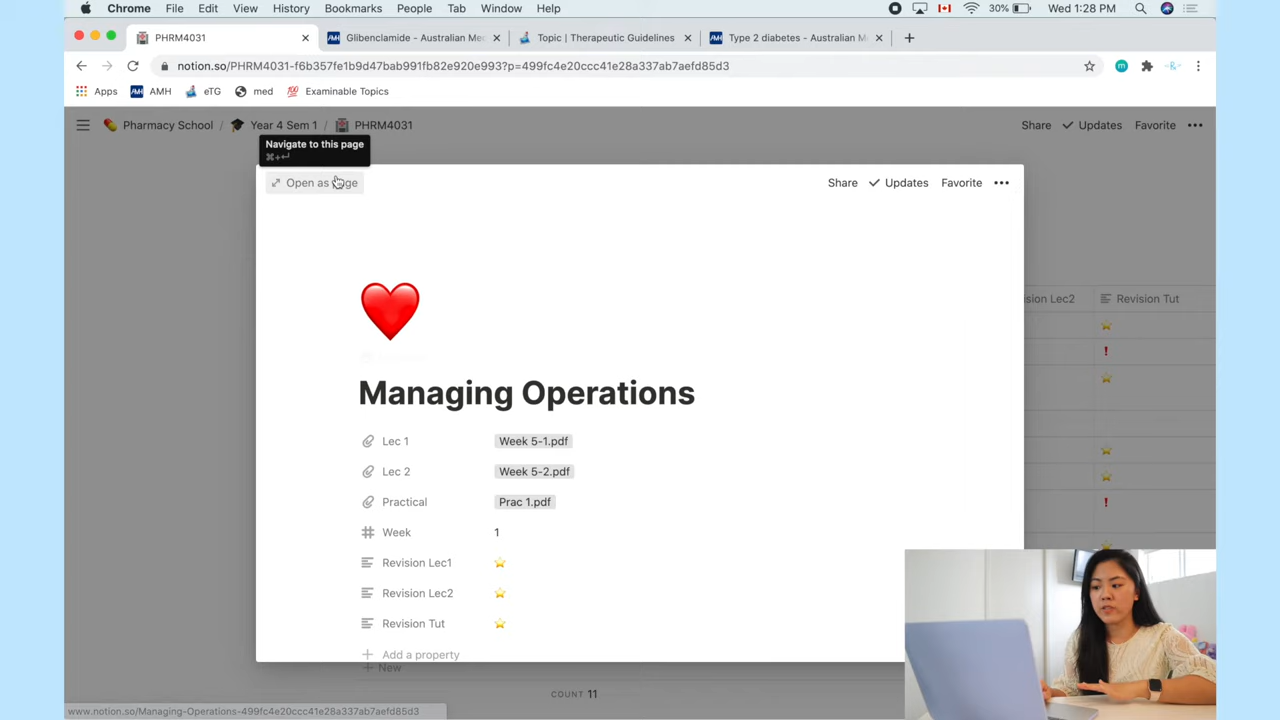 Chrome File Edit View History Bookmarks People Tab Window Help 30% Wed 1:28 PM
PHRM4031 Glibenclamide - Australian Med Topic | Therapeutic Guidelines Type 2 diabetes - Australian M
notion.so/PHRM4031-f6b357fe1b9d47bab991fb82e920e993?p=499fc4e20ccc41e28a337ab7aefd85d3
Apps AMH eTG med Examinable Topics
Pharmacy School / Year 4 Sem 1 / PHRM4031 Share Updates Favorite
Navigate to this page
⌘+↵
Open as page Share Updates Favorite
Managing Operations
ision Lec2 Revision Tut
Lec 1 Week 5-1.pdf
Lec 2 Week 5-2.pdf
Practical Prac 1.pdf
Week 1
Revision Lec1
Revision Lec2
Revision Tut
Add a property
New
COUNT 11
www.notion.so/Managing-Operations-499fc4e20ccc41e28a337ab7aefd85d3